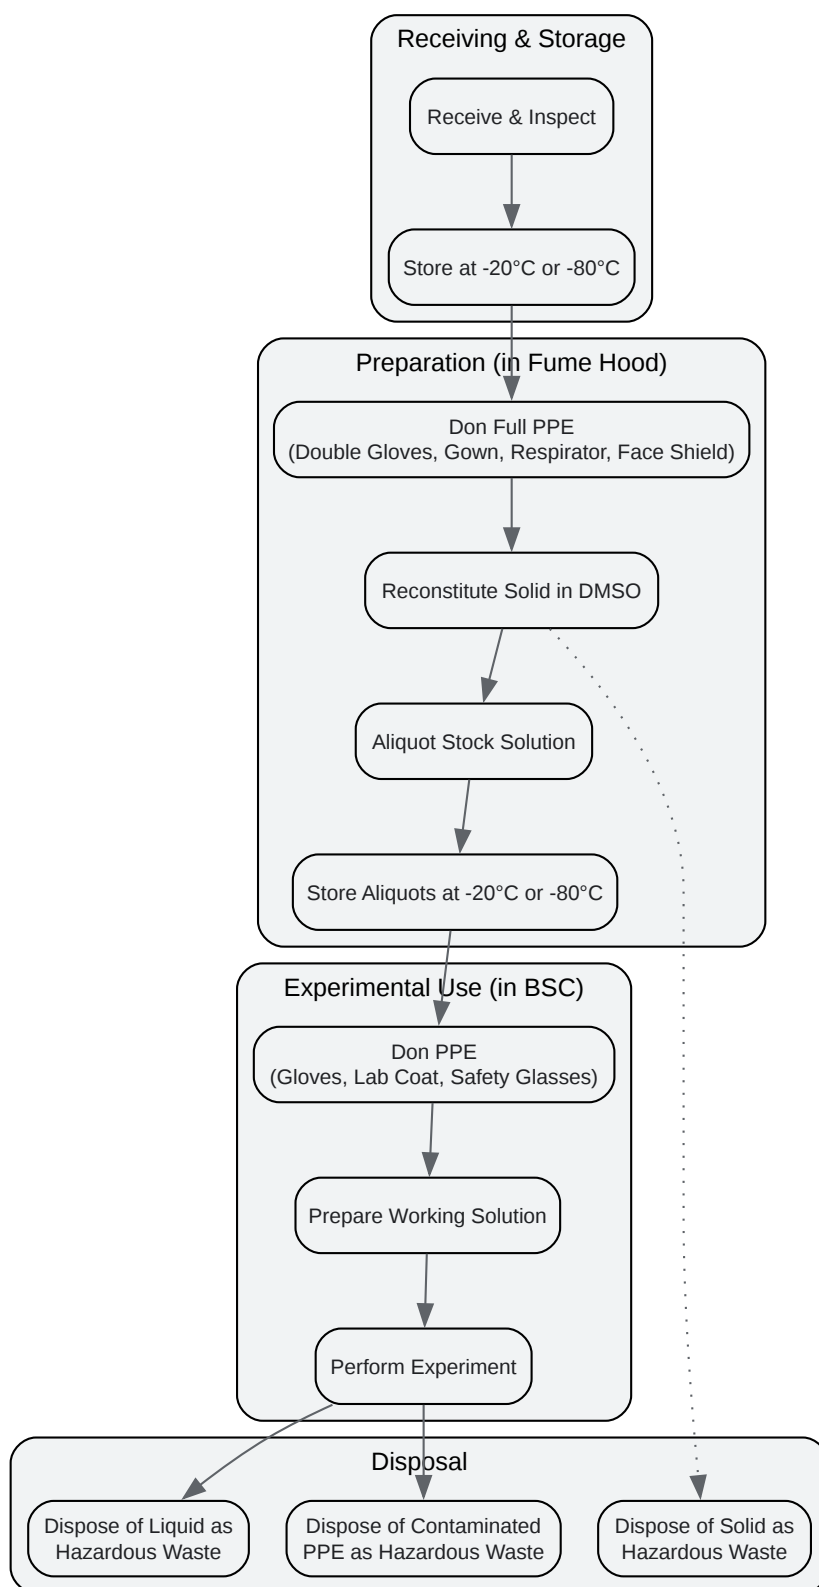 Receiving & Storage
Receive & Inspect
Store at -20°C or -80°C
Preparation (in Fume Hood)
Don Full PPE
(Double Gloves, Gown, Respirator, Face Shield)
Reconstitute Solid in DMSO
Aliquot Stock Solution
Store Aliquots at -20°C or -80°C
Experimental Use (in BSC)
Don PPE
(Gloves, Lab Coat, Safety Glasses)
Prepare Working Solution
Perform Experiment
Disposal
Dispose of Liquid as
Hazardous Waste
Dispose of Contaminated
PPE as Hazardous Waste
Dispose of Solid as
Hazardous Waste